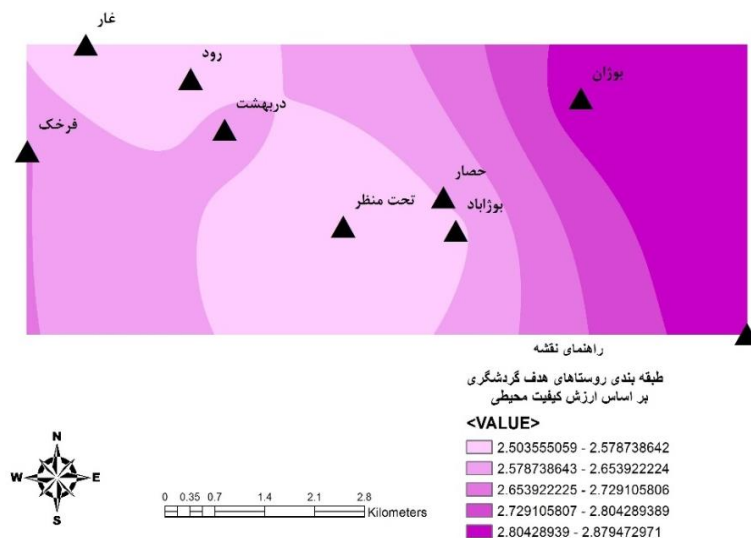 غار
رود
بوژان
دربهشت
فرخک
حصار
تحت منظر
بوژاباد
راهنمای نقشه
طبقه بندی روستاهای هدف گردشگری
بر اساس ارزش کیفیت محیطی
<VALUE>
2.503555059 - 2.578738642
2.578738643 - 2.653922224
2.653922225 - 2.729105806
2.729105807 - 2.804289389
2.80428939 - 2.879472971
N
W E
S
0 0.35 0.7 1.4 2.1 2.8
Kilometers